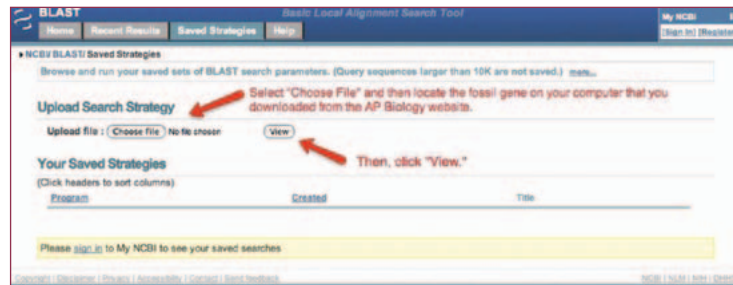 BLAST Basic Local Alignment Search Tool My NCBI
Home Recent Results Saved Strategies Help [Sign In] [Register
NCBI/ BLAST/ Saved Strategies
Browse and run your saved sets of BLAST search parameters. (Query sequences larger than 10K are not saved.) more...
Select "Choose File" and then locate the fossil gene on your computer that you
downloaded from the AP Biology website.
Upload Search Strategy
Upload file : Choose File No file chosen View
Then, click "View."
Your Saved Strategies
(Click headers to sort columns)
Program Created Title
Please sign in to My NCBI to see your saved searches
Copyright | Disclaimer | Privacy | Accessibility | Contact | Send feedback NCBI | NLM | NIH | DHHS